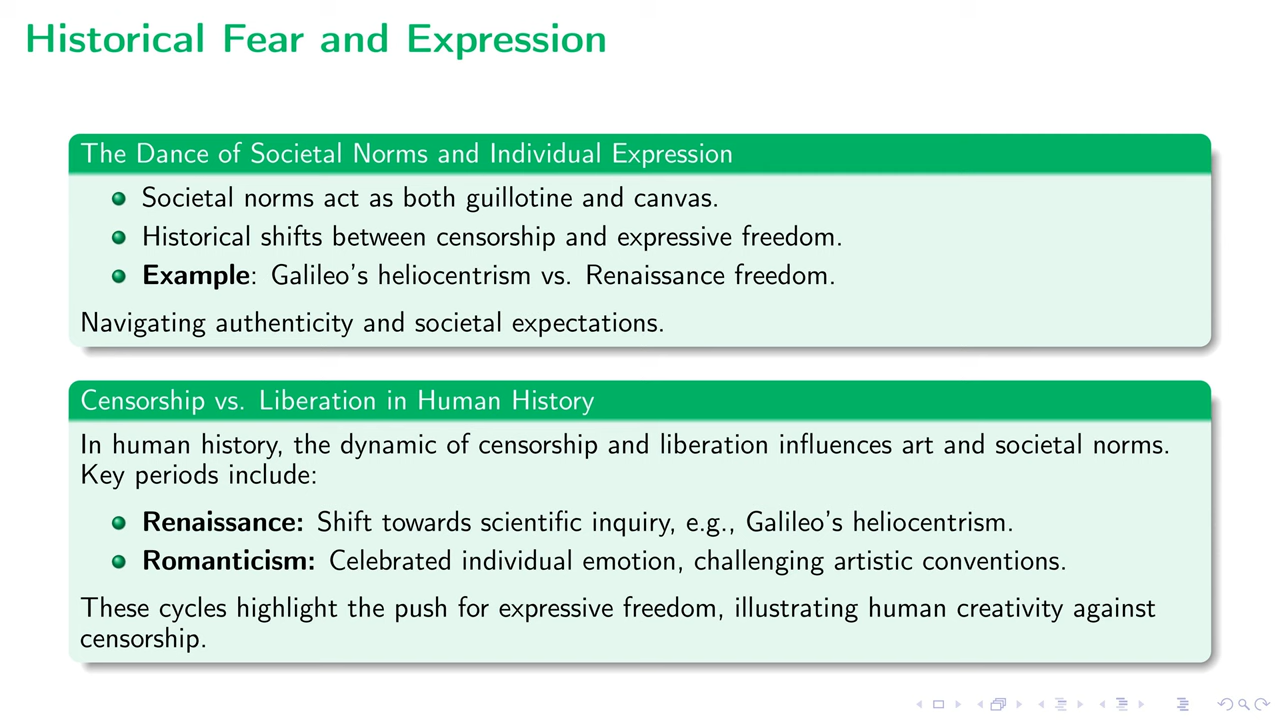 Historical Fear and Expression
The Dance of Societal Norms and Individual Expression
Societal norms act as both guillotine and canvas.
Historical shifts between censorship and expressive freedom.
Example: Galileo's heliocentrism vs. Renaissance freedom.
Navigating authenticity and societal expectations.
Censorship vs. Liberation in Human History
In human history, the dynamic of censorship and liberation influences art and societal norms.
Key periods include:
Renaissance: Shift towards scientific inquiry, e.g., Galileo's heliocentrism.
Romanticism: Celebrated individual emotion, challenging artistic conventions.
These cycles highlight the push for expressive freedom, illustrating human creativity against
censorship.